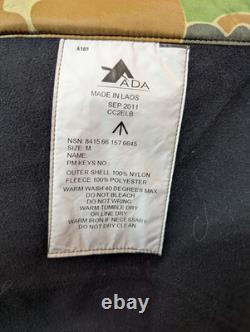 A169
ADA
MADE IN LAOS
SEP 2011
CC2ELB
NSN: 8415 66 157 6645
SIZE: M
NAME:
PM KEYS NO:
OUTER SHELL 100% NYLON
FLEECE: 100% POLYESTER
WARM WASH 40 DEGREES MAX
DO NOT BLEACH
DO NOT WRING
WARM TUMBLE DRY
OR LINE DRY
WARM IRON IF NECESSARY
DO NOT DRY CLEAN